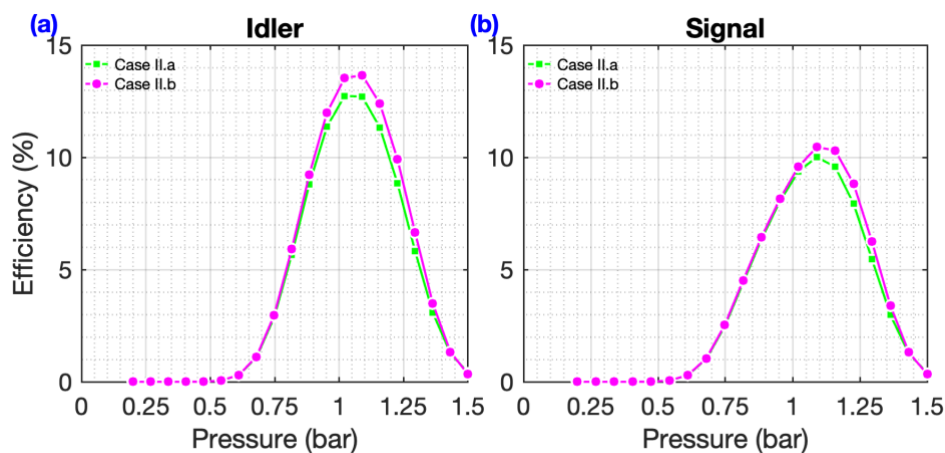 (a)
Idler
15
10
5
0
Efficiency (%)
Case II.a
Case II.b
0 0.25 0.5 0.75 1 1.25 1.5
Pressure (bar)
(b)
Signal
15
10
5
0
Case II.a
Case II.b
0 0.25 0.5 0.75 1 1.25 1.5
Pressure (bar)